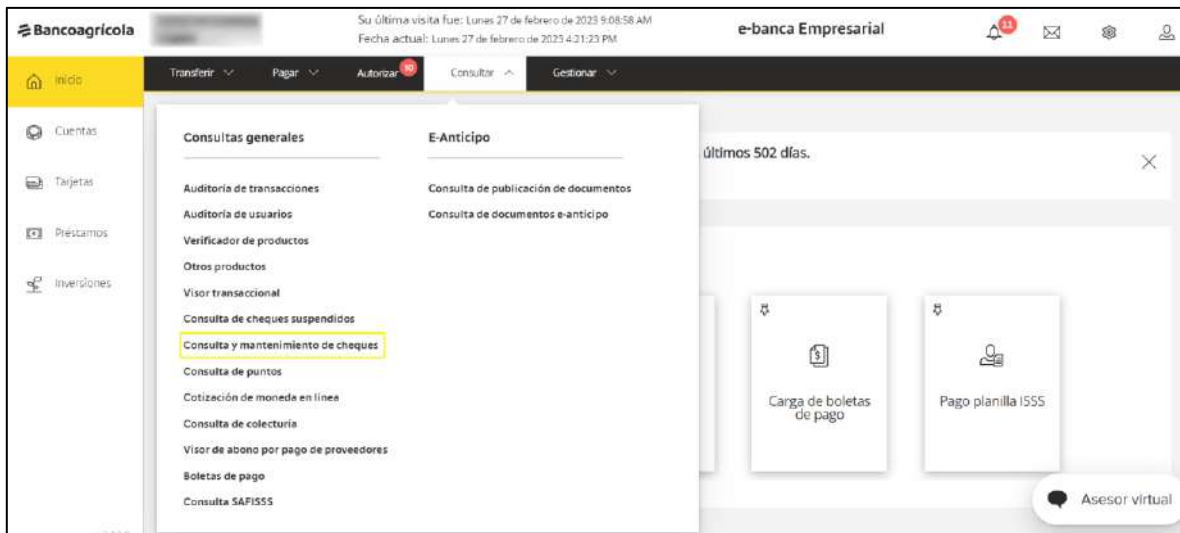 Bancoagrícola
Su última visita fue: Lunes 27 de febrero de 2023 9:08:58 AM
Fecha actual: Lunes 27 de febrero de 2023 4:21:23 PM
e-banca Empresarial
11
Inicio
Transferir
Pagar
Autorizar
10
Consultar
Gestionar
Cuentas
Tarjetas
Préstamos
Inversiones
Consultas generales
Auditoría de transacciones
Auditoría de usuarios
Verificador de productos
Otros productos
Visor transaccional
Consulta de cheques suspendidos
Consulta y mantenimiento de cheques
Consulta de puntos
Cotización de moneda en línea
Consulta de colecturía
Visor de abono por pago de proveedores
Boletas de pago
Consulta SAFISSS
E-Anticipo
Consulta de publicación de documentos
Consulta de documentos e-anticipo
últimos 502 días.
Carga de boletas
de pago
Pago planilla ISSS
Asesor virtual